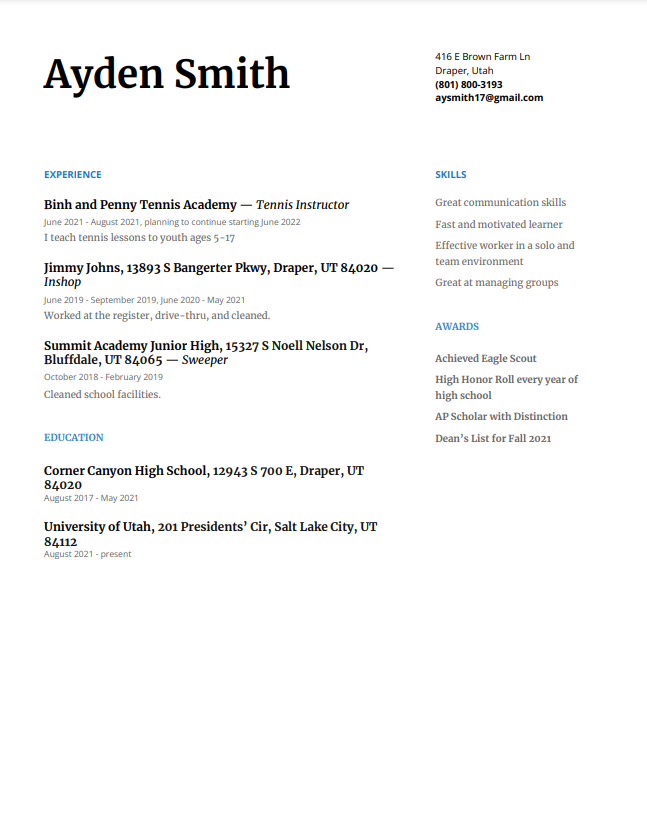 Ayden Smith
416 E Brown Farm Ln
Draper, Utah
(801) 800-3193
aysmith17@gmail.com
EXPERIENCE
Binh and Penny Tennis Academy — Tennis Instructor
June 2021 - August 2021, planning to continue starting June 2022
I teach tennis lessons to youth ages 5-17
Jimmy Johns, 13893 S Bangerter Pkwy, Draper, UT 84020 —
Inshop
June 2019 - September 2019, June 2020 - May 2021
Worked at the register, drive-thru, and cleaned.
Summit Academy Junior High, 15327 S Noell Nelson Dr,
Bluffdale, UT 84065 — Sweeper
October 2018 - February 2019
Cleaned school facilities.
EDUCATION
Corner Canyon High School, 12943 S 700 E, Draper, UT
84020
August 2017 - May 2021
University of Utah, 201 Presidents’ Cir, Salt Lake City, UT
84112
August 2021 - present
SKILLS
Great communication skills
Fast and motivated learner
Effective worker in a solo and
team environment
Great at managing groups
AWARDS
Achieved Eagle Scout
High Honor Roll every year of
high school
AP Scholar with Distinction
Dean’s List for Fall 2021